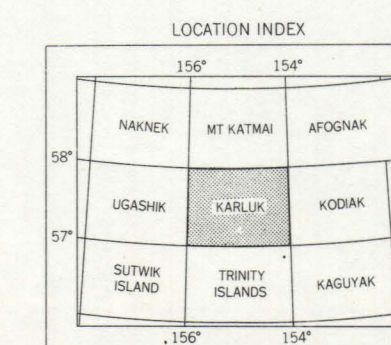 LOCATION INDEX
156° 154°
NAKNEK MT KATMAI AFOGNAK
58°
UGASHIK KARLUK KODIAK
57°
SUTWIK ISLAND TRINITY ISLANDS KAGUYAK
156° 154°